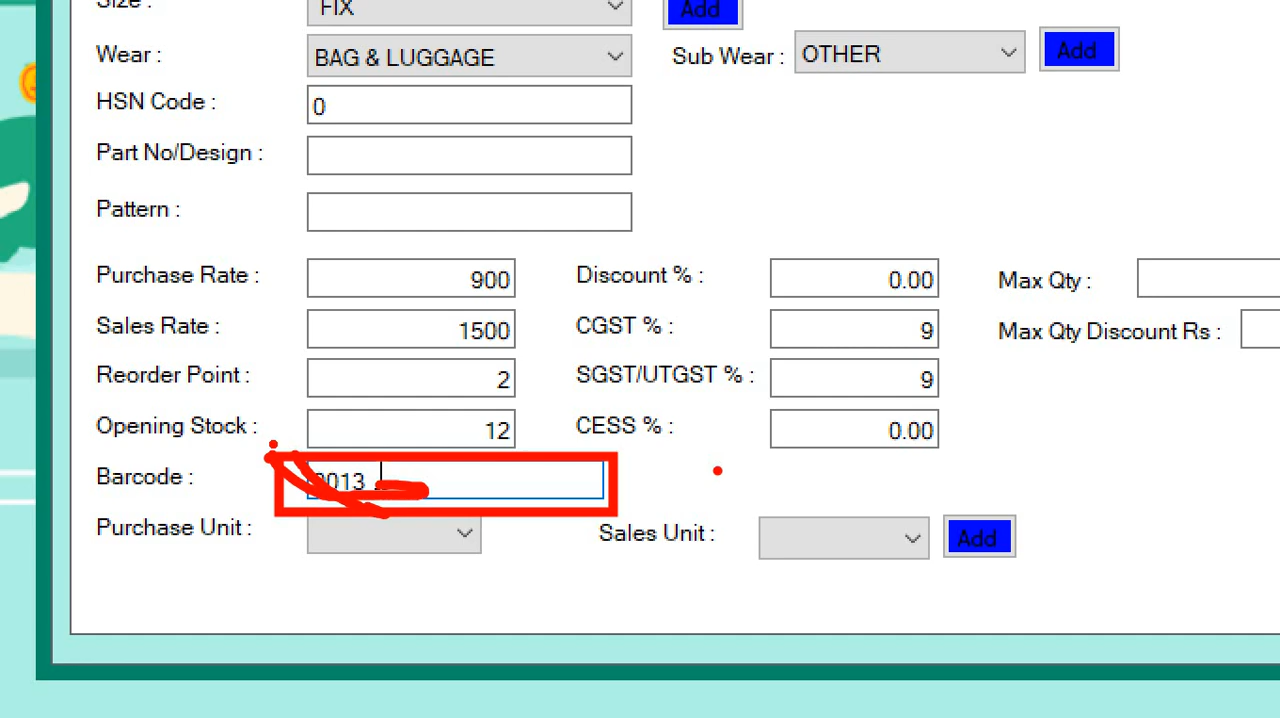 Size :
FIX
Add
Wear :
BAG & LUGGAGE
Sub Wear :
OTHER
Add
HSN Code :
0
Part No/Design :
Pattern :
Purchase Rate :
900
Discount % :
0.00
Max Qty :
Sales Rate :
1500
CGST % :
9
Max Qty Discount Rs :
Reorder Point :
2
SGST/UTGST % :
9
Opening Stock :
12
CESS % :
0.00
Barcode :
Purchase Unit :
Sales Unit :
Add